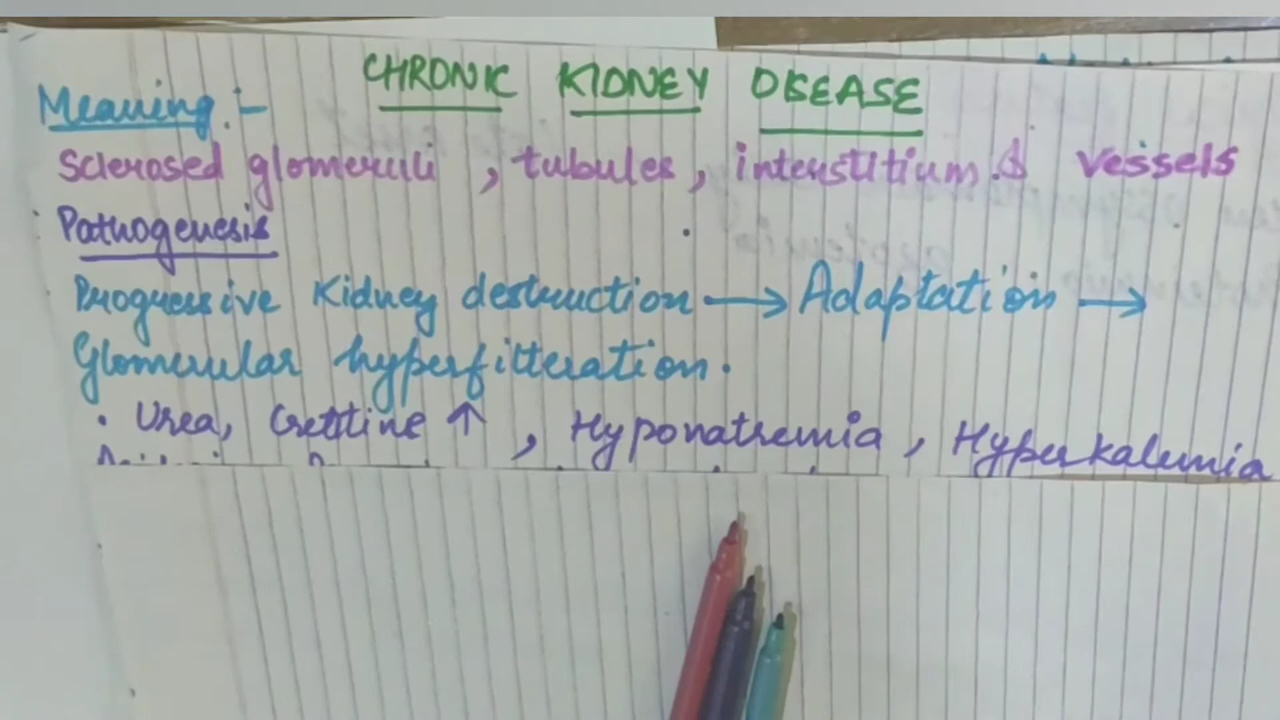 CHRONIC KIDNEY DISEASE
Meaning :-
Sclerosed glomeruli , tubules, interstitium & vessels
Pathogenesis
Progressive Kidney destruction → Adaptation →
Glomerular hyperfilteration.
• Urea, Creattine ↑ , Hyponatremia , Hyperkalemia